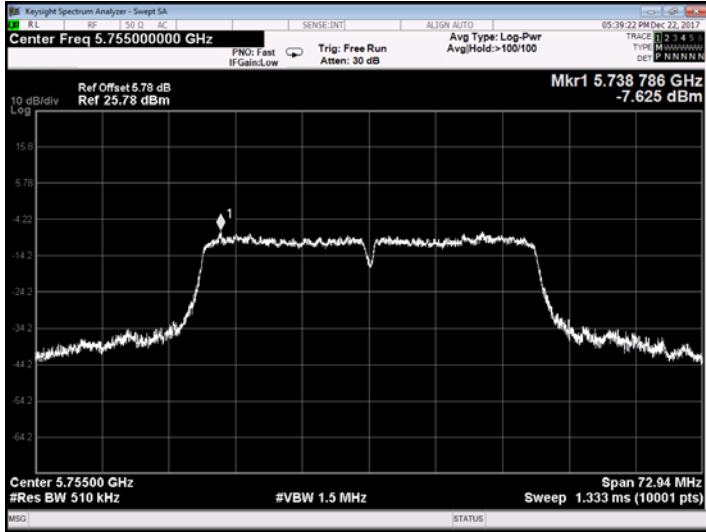 Keysight Spectrum Analyzer - Swept SA
RL RF 50 Ω AC SENSE:INT ALIGN AUTO 05:39:22 PM Dec 22, 2017
Center Freq 5.755000000 GHz
PNO: Fast
IFGain:Low
Trig: Free Run
Atten: 30 dB
Avg Type: Log-Pwr
Avg|Hold:>100/100
TRACE 1 2 3 4 5 6
TYPE MWWWWW
DET P NNNNN
Ref Offset 5.78 dB
Mkr1 5.738 786 GHz
10 dB/div Ref 25.78 dBm
-7.625 dBm
Log
15.8
5.78
1
-4.22
-14.2
-24.2
-34.2
-44.2
-54.2
-64.2
Center 5.75500 GHz
Span 72.94 MHz
#Res BW 510 kHz
#VBW 1.5 MHz
Sweep 1.333 ms (10001 pts)
MSG
STATUS